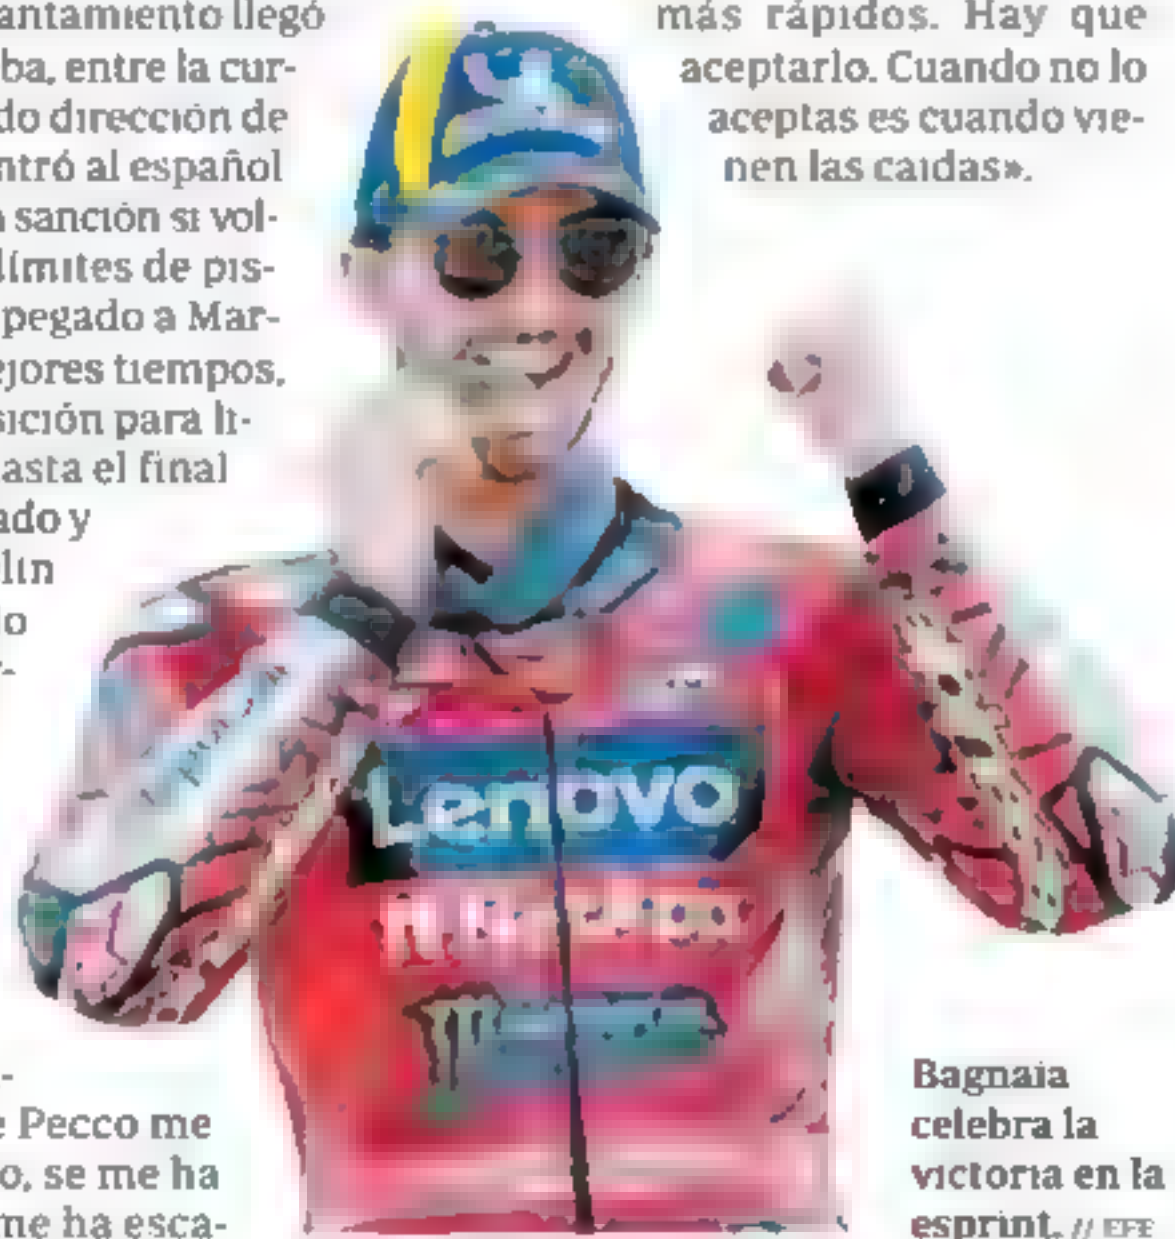 antamiento llegó
ba, entre la cur-
do dirección de
ntró al español
sanción si vol-
límites de pis-
pegado a Mar-
ejores tiempos,
sición para li-
asta el final
ado y
lin
o
más rápidos. Hay que
aceptarlo. Cuando no lo
aceptas es cuando vie-
nen las caídas».
Lenovo
e Pecco me
o, se me ha
me ha esca-
Bagnaia
celebra la
victoria en la
esprint. // EFE